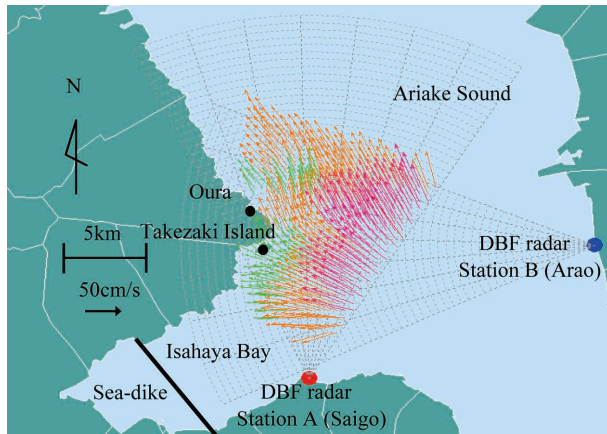 Ariake Sound
N
Oura
Takezaki Island
5km
DBF radar
Station B (Arao)
50cm/s
Isahaya Bay
Sea-dike
DBF radar
Station A (Saigo)